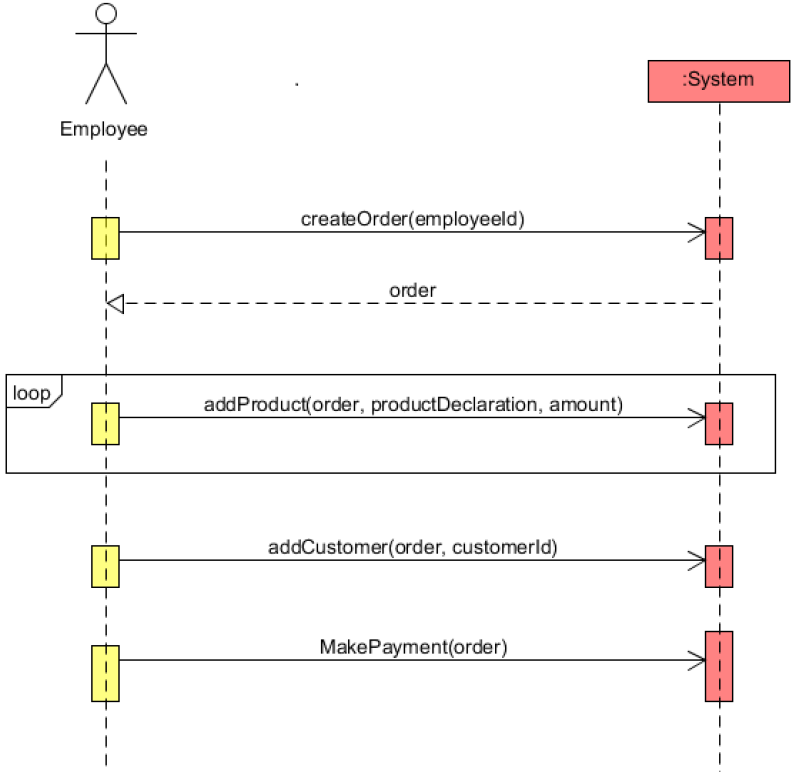 :System
Employee
createOrder(employeeId)
order
loop
addProduct(order, productDeclaration, amount)
addCustomer(order, customerId)
MakePayment(order)